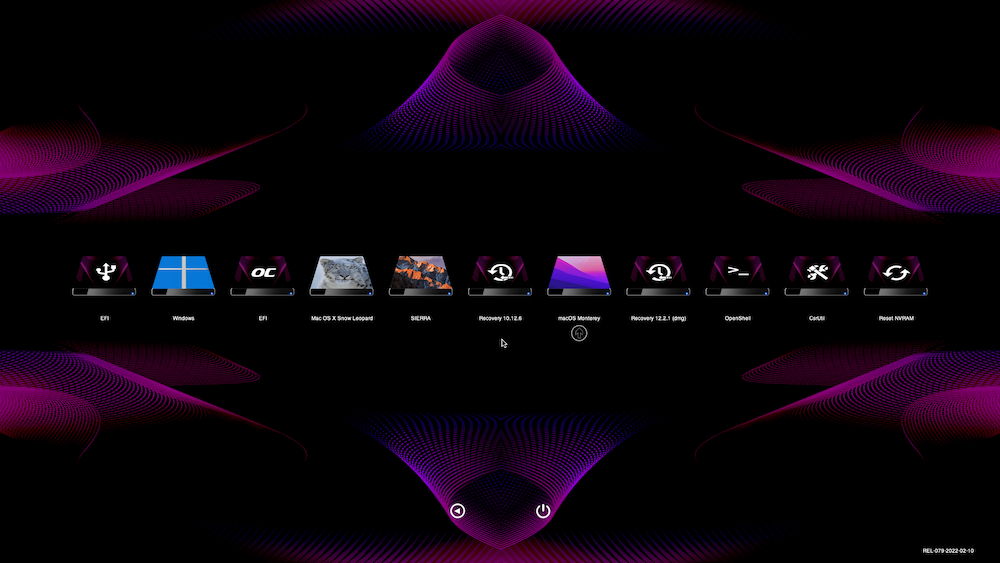 OC
>_
EFI
Windows
EFI
Mac OS X Snow Leopard
SIERRA
Recovery 10.12.6
macOS Monterey
Recovery 12.2.1 (dmg)
OpenShell
CsrUtil
Reset NVRAM
REL-079-2022-02-10